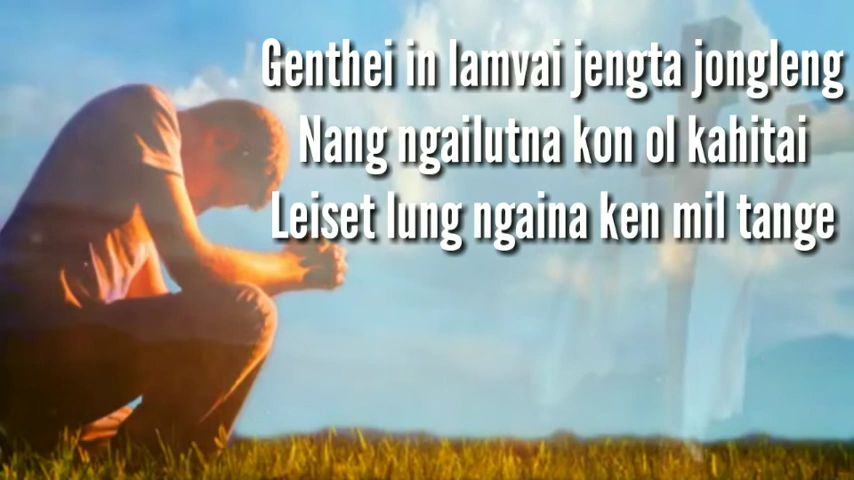 Genthei in lamvai jengta jongleng
Nang ngailutna kon ol kahitai
Leiset lung ngaina ken mil tange